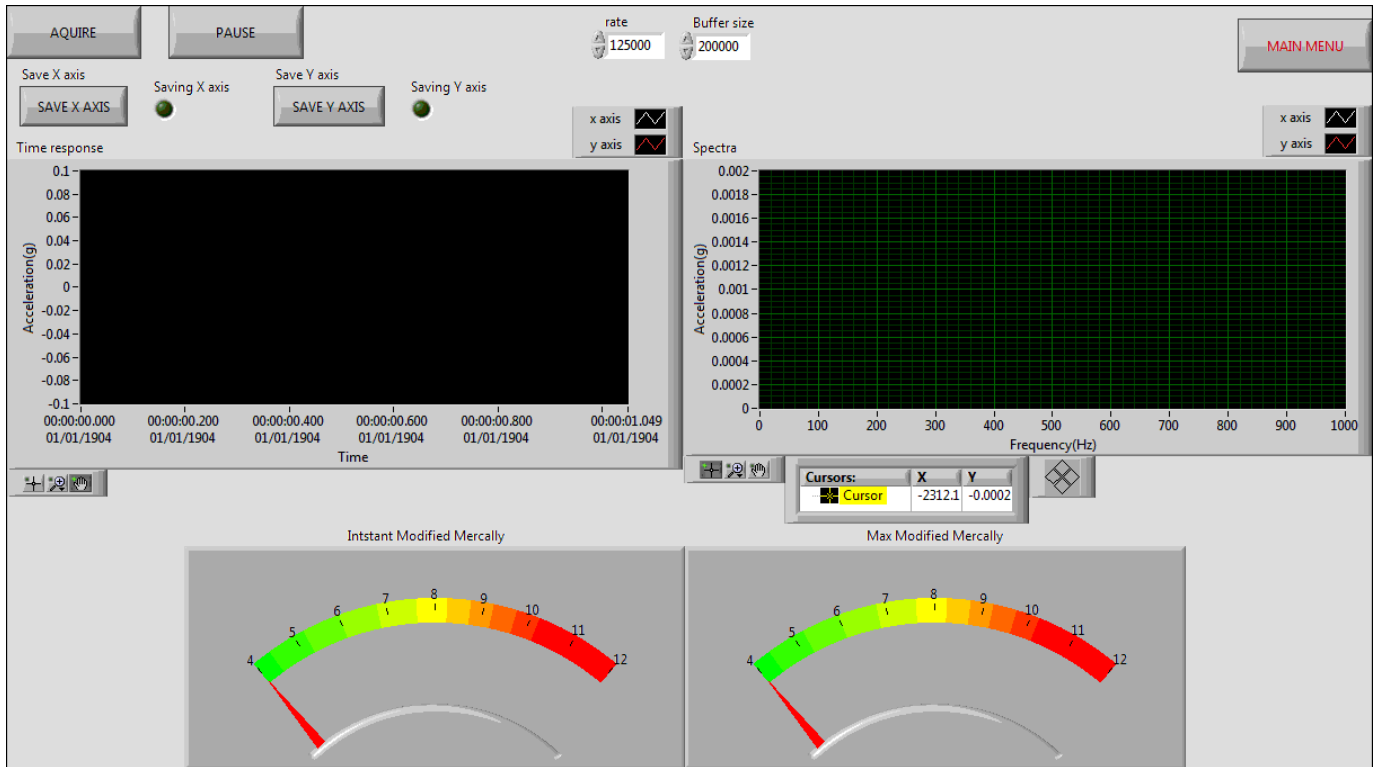 AQUIRE
PAUSE
rate
125000
Buffer size
200000
MAIN MENU
Save X axis
SAVE X AXIS
Saving X axis
Save Y axis
SAVE Y AXIS
Saving Y axis
x axis
y axis
x axis
y axis
Time response
0.1
0.08
0.06
0.04
0.02
0
-0.02
-0.04
-0.06
-0.08
-0.1
Acceleration(g)
00:00:00.000 00:00:00.200 00:00:00.400 00:00:00.600 00:00:00.800 00:00:01.049
01/01/1904 01/01/1904 01/01/1904 01/01/1904 01/01/1904 01/01/1904
Time
Spectra
0.002
0.0018
0.0016
0.0014
0.0012
0.001
0.0008
0.0006
0.0004
0.0002
0
Acceleration(g)
0 100 200 300 400 500 600 700 800 900 1000
Frequency(Hz)
Cursors: X Y
Cursor -2312.1 -0.0002
Intstant Modified Mercally
4 5 6 7 8 9 10 11 12
Max Modified Mercally
4 5 6 7 8 9 10 11 12